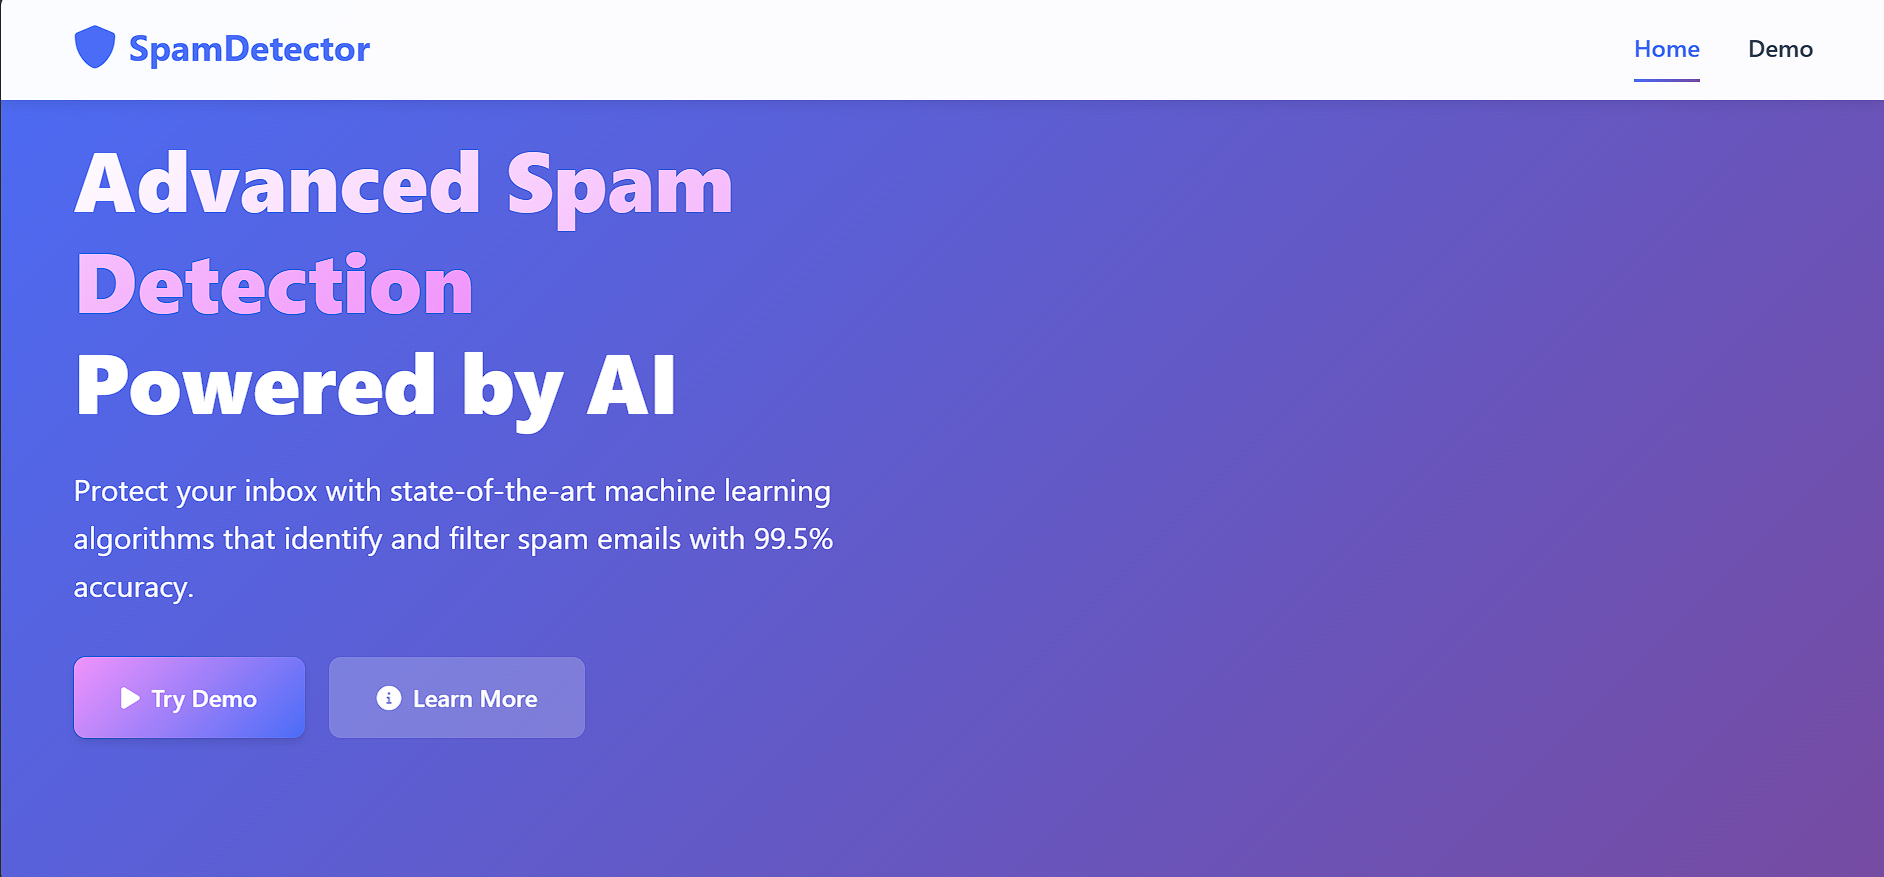 SpamDetector
Home
Demo
Advanced Spam
Detection
Powered by AI
Protect your inbox with state-of-the-art machine learning
algorithms that identify and filter spam emails with 99.5%
accuracy.
Try Demo
Learn More